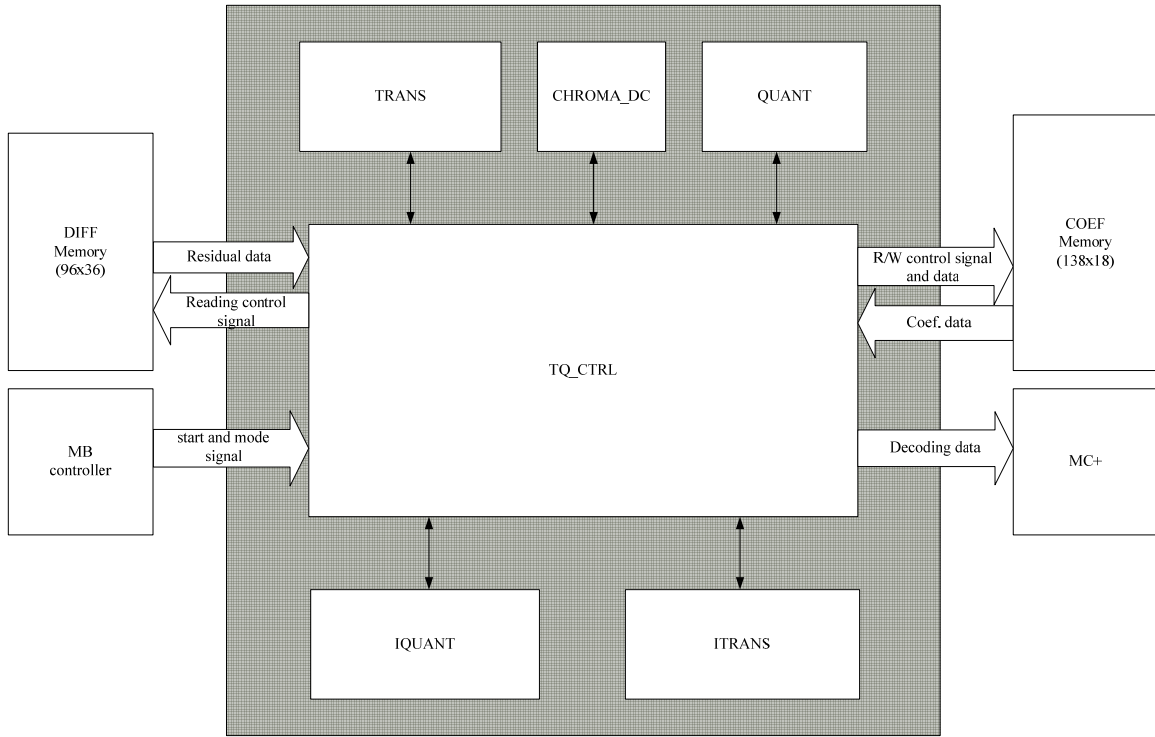 TRANS
CHROMA_DC
QUANT
DIFF
Memory
(96x36)
COEF
Memory
(138x18)
Residual data
R/W control signal
and data
Reading control
signal
Coef. data
TQ_CTRL
MB
controller
start and mode
signal
Decoding data
MC+
IQUANT
ITRANS